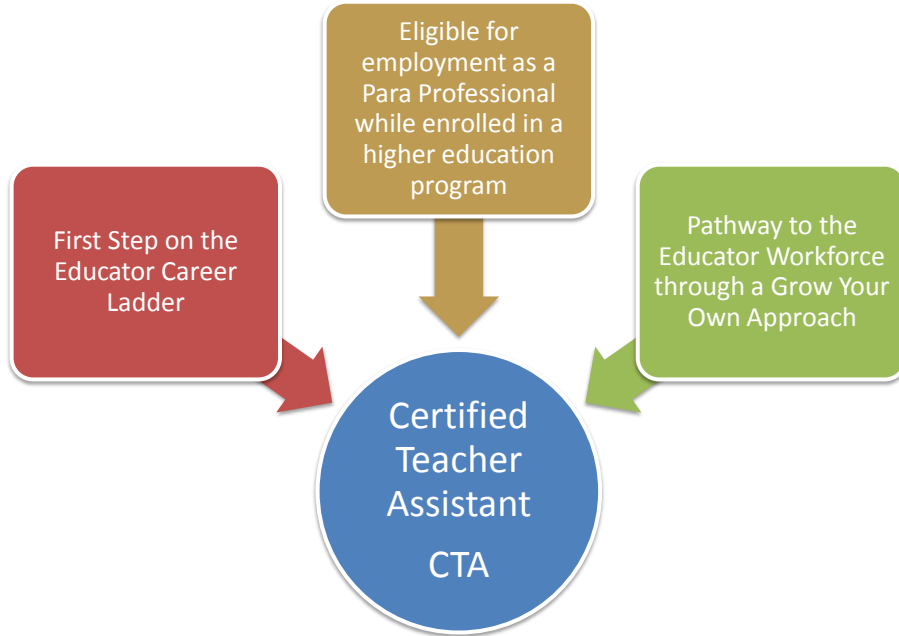 Eligible for
employment as a
Para Professional
while enrolled in a
higher education
program
First Step on the
Educator Career
Ladder
Pathway to the
Educator Workforce
through a Grow Your
Own Approach
Certified
Teacher
Assistant
CTA